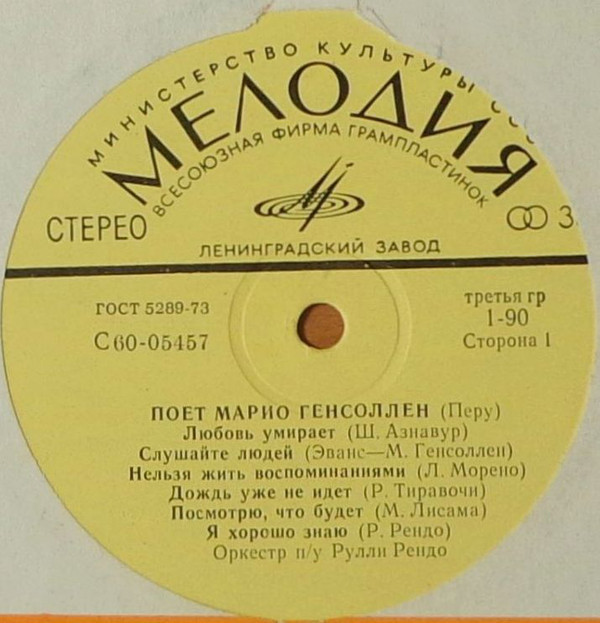 МИНИСТЕРСТВО КУЛЬТУРЫ
МЕЛОДИЯ
ВСЕСОЮЗНАЯ ФИРМА ГРАМПЛАСТИНОК
СТЕРЕО
33
ЛЕНИНГРАДСКИЙ ЗАВОД
ГОСТ 5289-73
С60-05457
третья гр
1-90
Сторона 1
ПОЕТ МАРИО ГЕНСОЛЛЕН (Перу)
Любовь умирает (Ш. Азнавур)
Слушайте людей (Эванс—М. Генсоллен)
Нельзя жить воспоминаниями (Л. Морено)
Дождь уже не идет (Р. Тиравочи)
Посмотрю, что будет (М. Лисама)
Я хорошо знаю (Р. Рендо)
Оркестр п/у Рулли Рендо